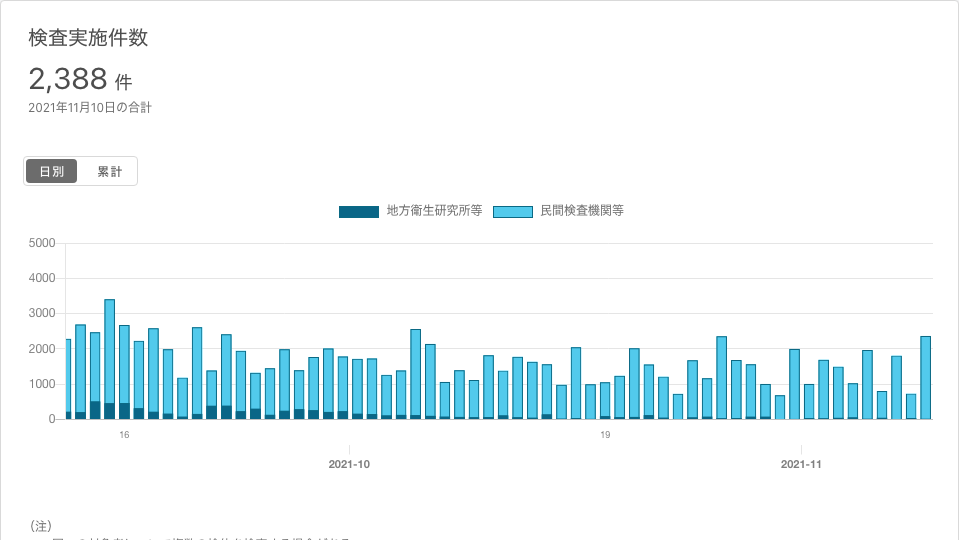 検査実施件数
2,388 件
2021年11月10日の合計
日別 累計
地方衛生研究所等 民間検査機関等
5000
4000
3000
2000
1000
0
16 19
2021-10 2021-11
（注）